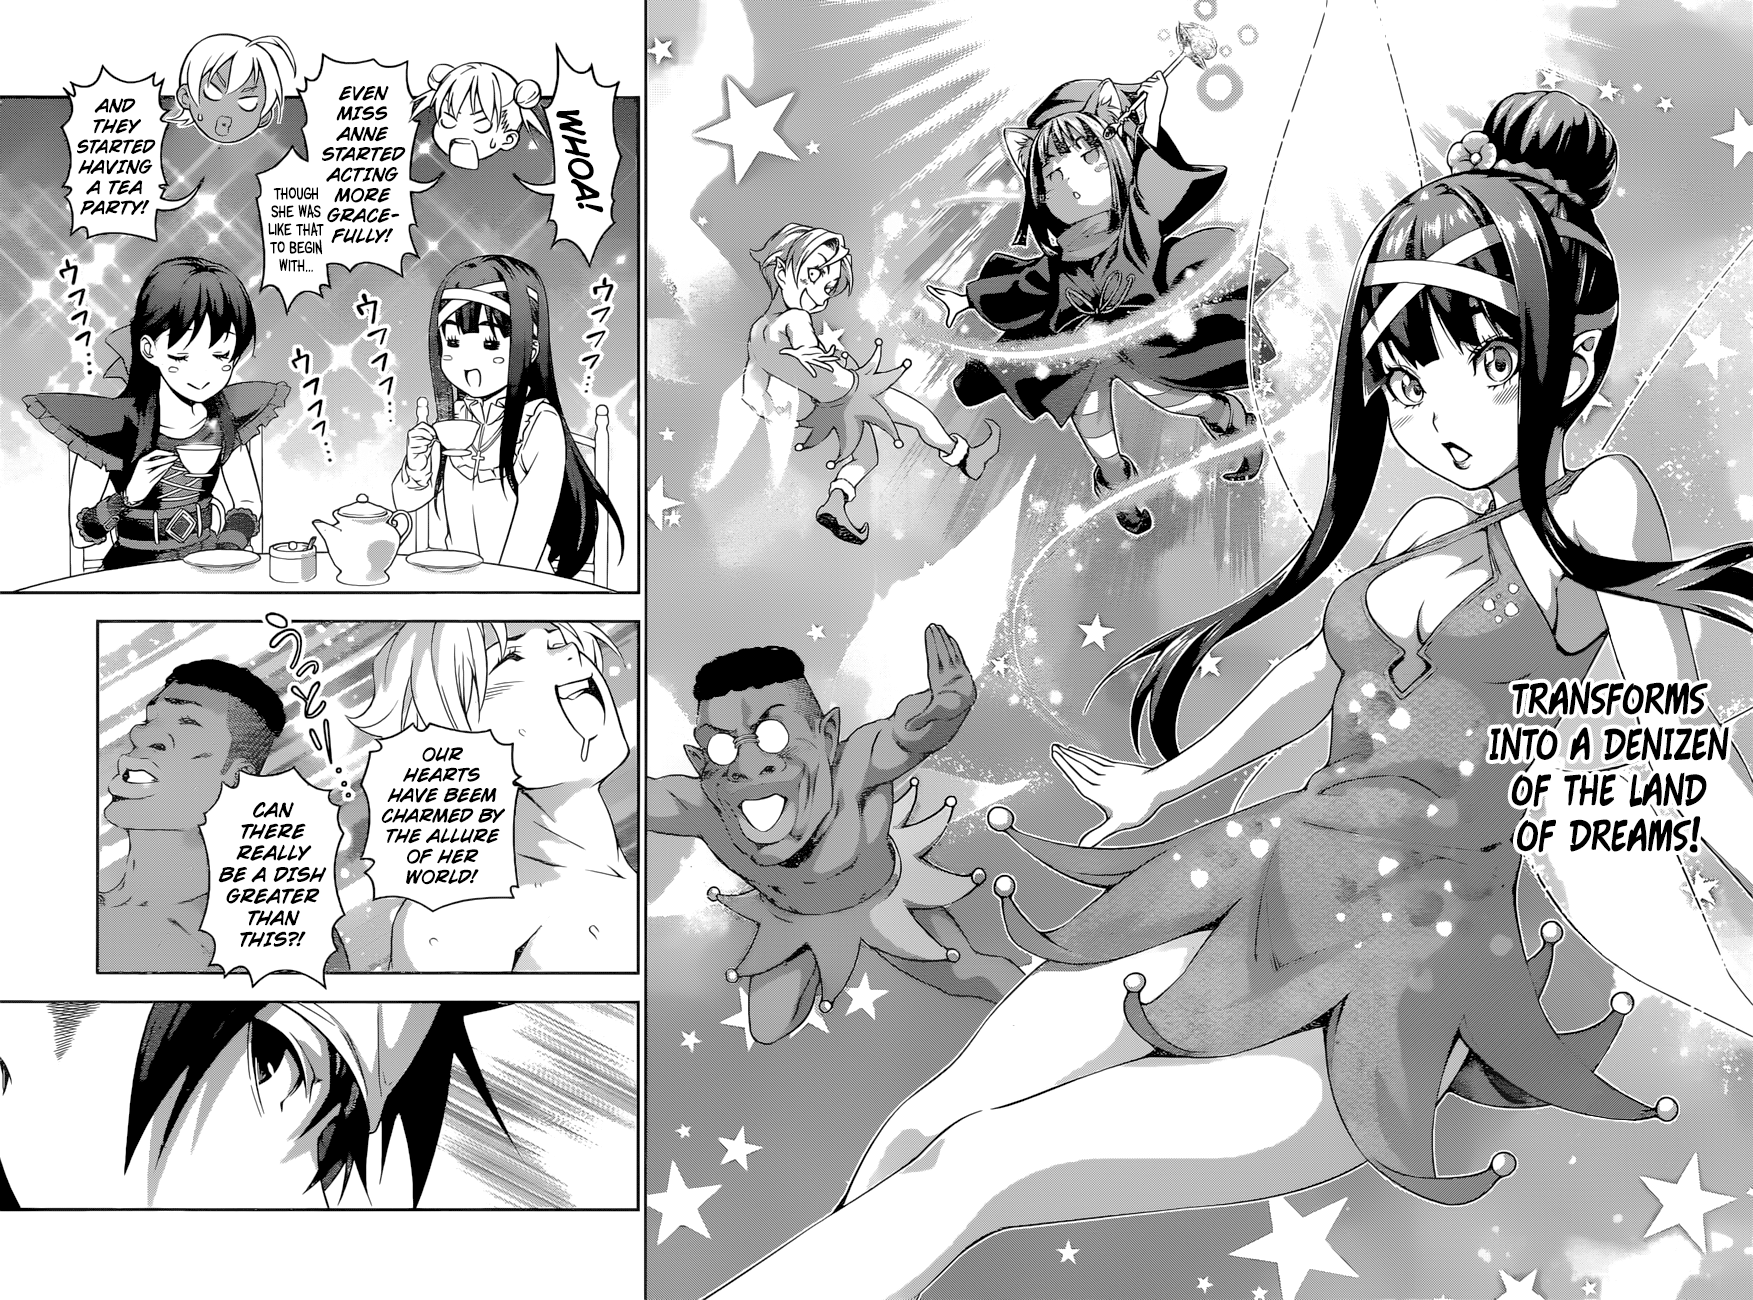 TRANSFORMS
INTO A DENIZEN
OF THE LAND
OF DREAMS!
WHOA!
EVEN
MISS
ANNE
STARTED
ACTING
MORE
GRACE-
FULLY!
THOUGH
SHE WAS
LIKE THAT
TO BEGIN
WITH...
AND
THEY
STARTED
HAVING
A TEA
PARTY!
ウフフフ…
ウフフフ…
ウフフフ…
ウフフフ…
OUR
HEARTS
HAVE BEEM
CHARMED BY
THE ALLURE
OF HER
WORLD!
うっとり…
CAN
THERE
REALLY
BE A DISH
GREATER
THAN
THIS?!